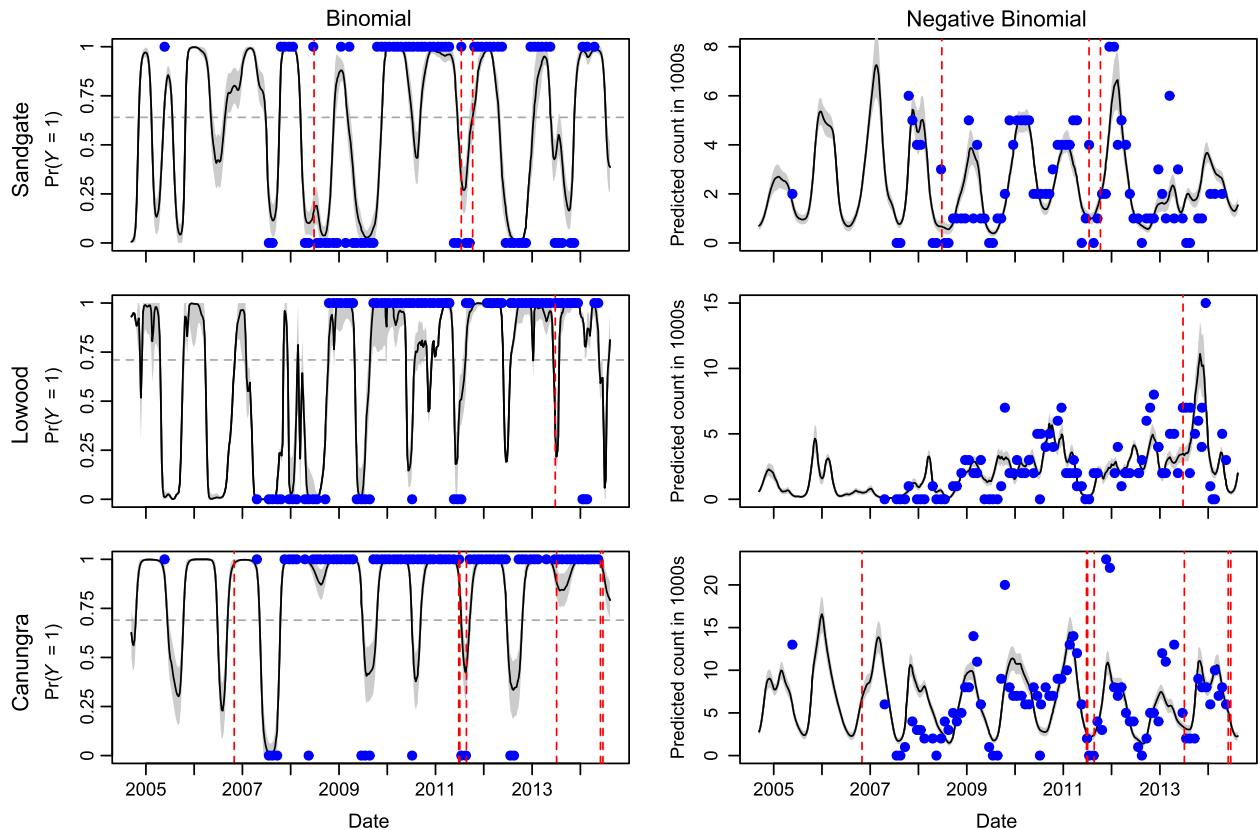 Binomial
Negative Binomial
Sandgate
Pr(Y = 1)
1
0.75
0.5
0.25
0
Predicted count in 1000s
8
6
4
2
0
Lowood
Pr(Y = 1)
1
0.75
0.5
0.25
0
Predicted count in 1000s
15
10
5
0
Canungra
Pr(Y = 1)
1
0.75
0.5
0.25
0
Predicted count in 1000s
20
15
10
5
0
2005 2007 2009 2011 2013
2005 2007 2009 2011 2013
Date
Date